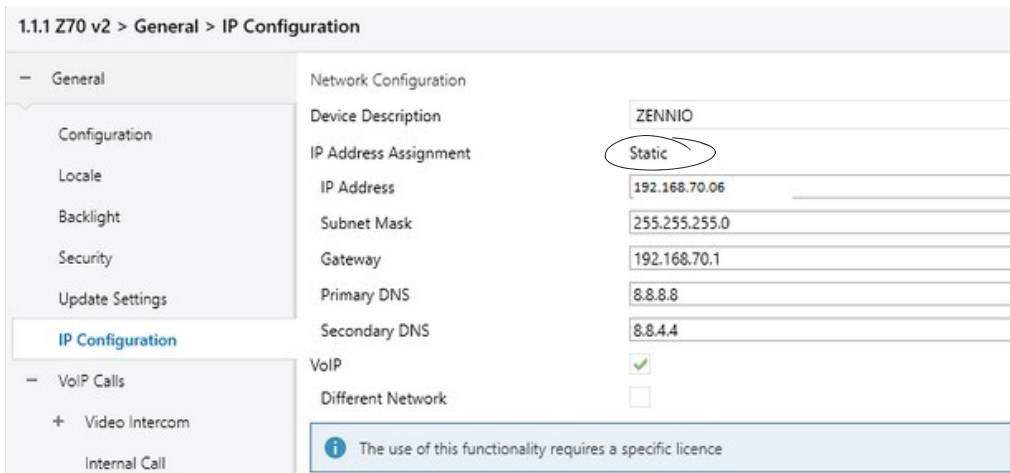 1.1.1 Z70 v2 > General > IP Configuration
− General
Configuration
Locale
Backlight
Security
Update Settings
IP Configuration
− VoIP Calls
+ Video Intercom
Internal Call
Network Configuration
Device Description ZENNIO
IP Address Assignment Static
IP Address 192.168.70.06
Subnet Mask 255.255.255.0
Gateway 192.168.70.1
Primary DNS 8.8.8.8
Secondary DNS 8.8.4.4
VoIP
Different Network
The use of this functionality requires a specific licence